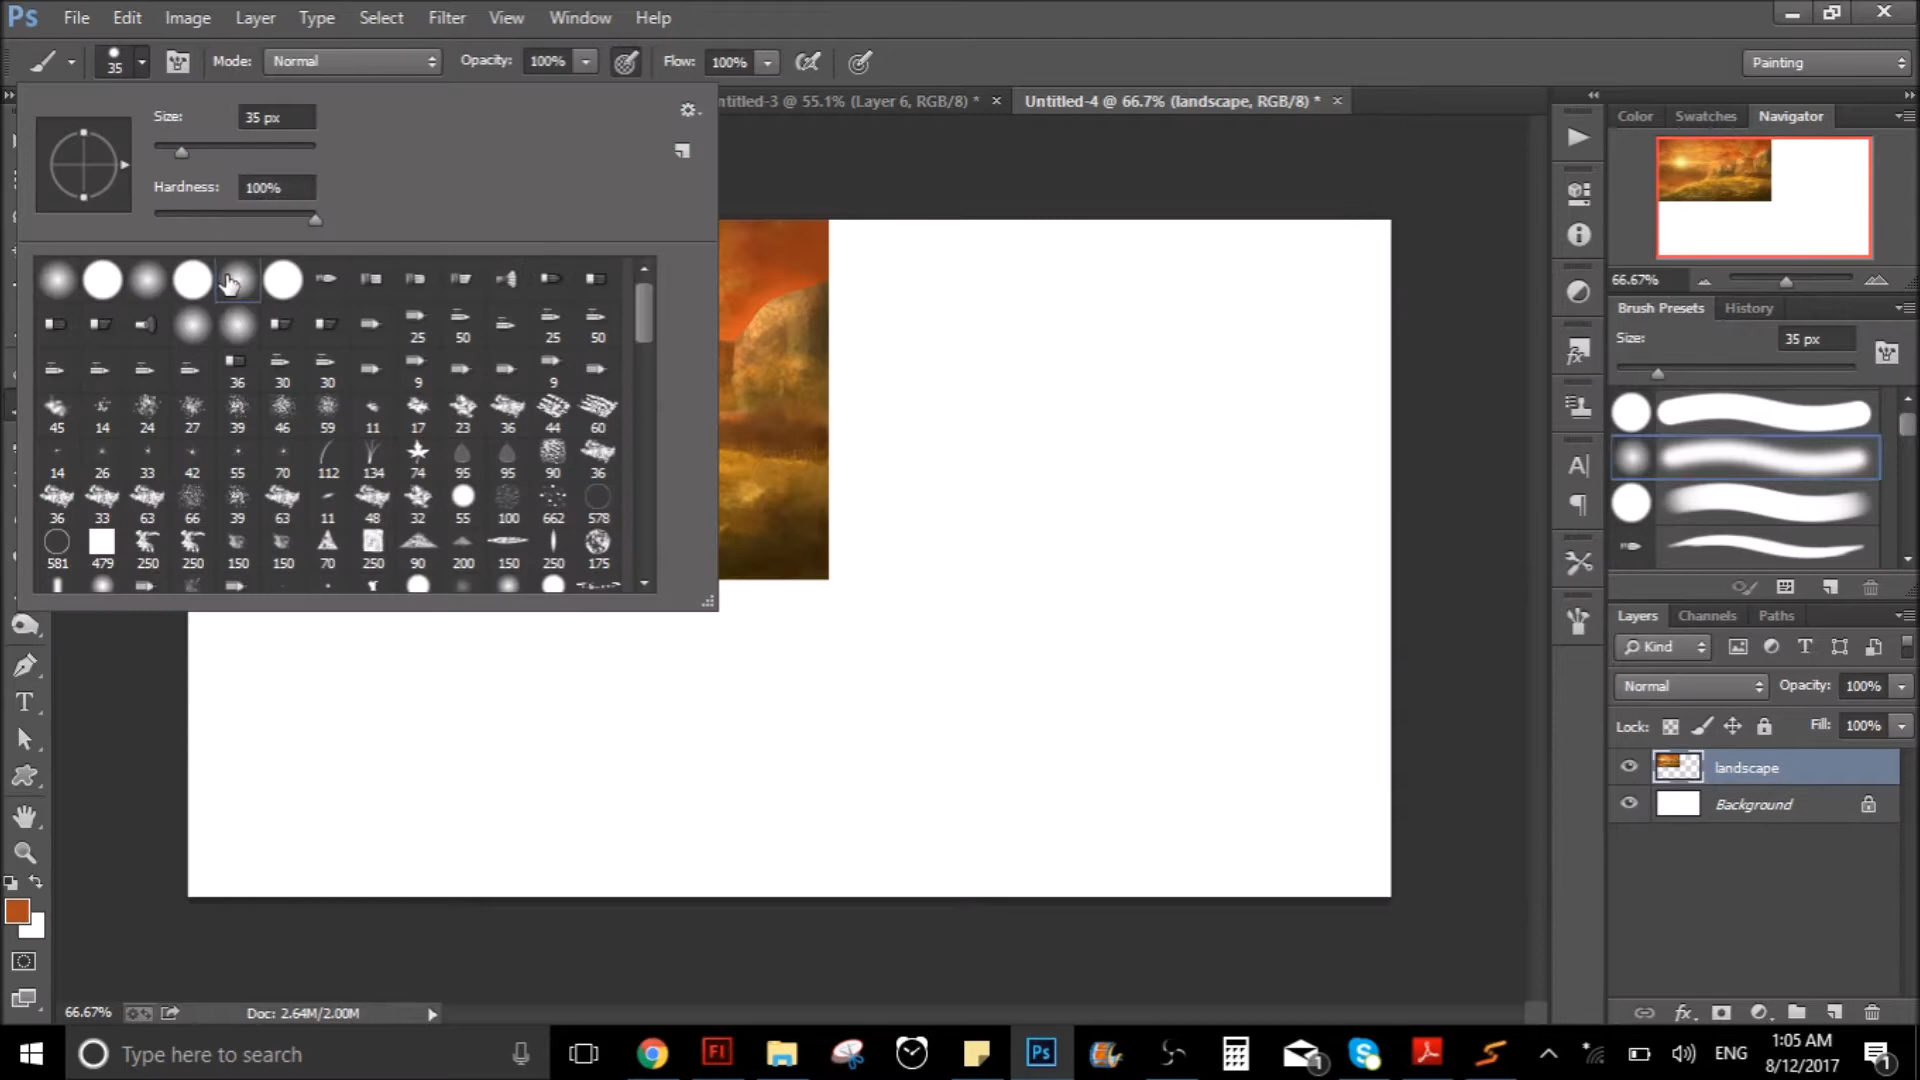 Ps File Edit Image Layer Type Select Filter View Window Help
35 Mode: Normal Opacity: 100% Flow: 100% Painting
Size: 35 px
Hardness: 100%
ntitled-3 @ 55.1% (Layer 6, RGB/8) * × Untitled-4 @ 66.7% (landscape, RGB/8) * ×
25 50 25 50
36 30 30 9 9
45 14 24 27 39 46 59 11 17 23 36 44 60
14 26 33 42 55 70 112 134 74 95 95 90 36
36 33 63 66 39 63 11 48 32 55 100 662 578
581 479 250 250 150 150 70 250 90 200 150 250 175
Color Swatches Navigator
66.67%
Brush Presets History
Size: 35 px
Layers Channels Paths
Kind
Normal Opacity: 100%
Lock: Fill: 100%
landscape
Background
66.67% Doc: 2.64M/2.00M
Type here to search
Fl Ps 1 ENG 1:05 AM
8/12/2017 1